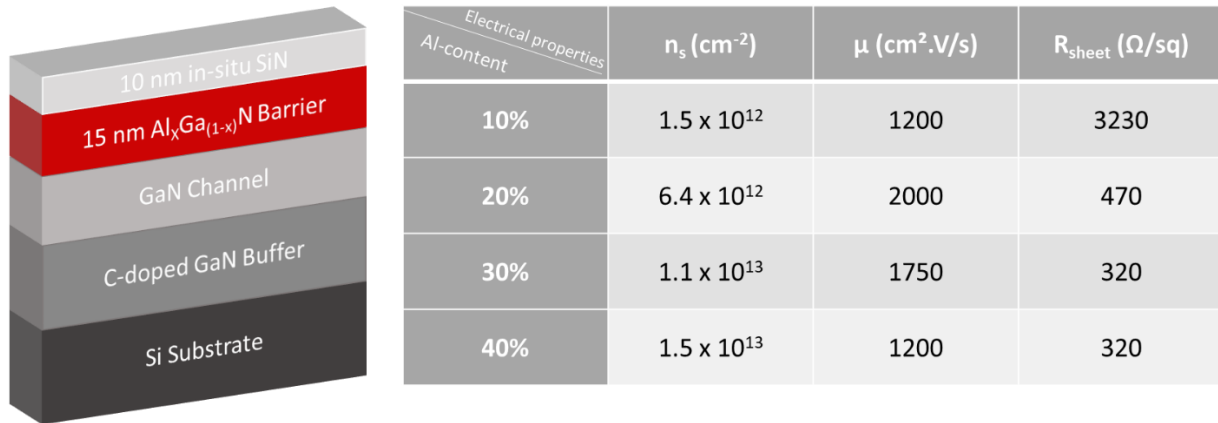 10 nm in-situ SiN
15 nm AlₓGa₍₁₋ₓ₎N Barrier
GaN Channel
C-doped GaN Buffer
Si Substrate
Electrical properties
Al-content
nₛ (cm⁻²)
µ (cm².V/s)
Rₛₕₑₑₜ (Ω/sq)
10%
1.5 x 10¹²
1200
3230
20%
6.4 x 10¹²
2000
470
30%
1.1 x 10¹³
1750
320
40%
1.5 x 10¹³
1200
320